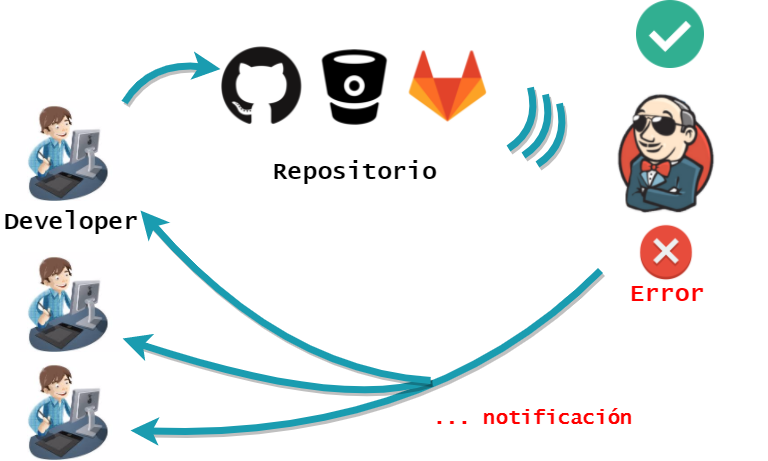 Repositorio
Developer
Error
... notificación